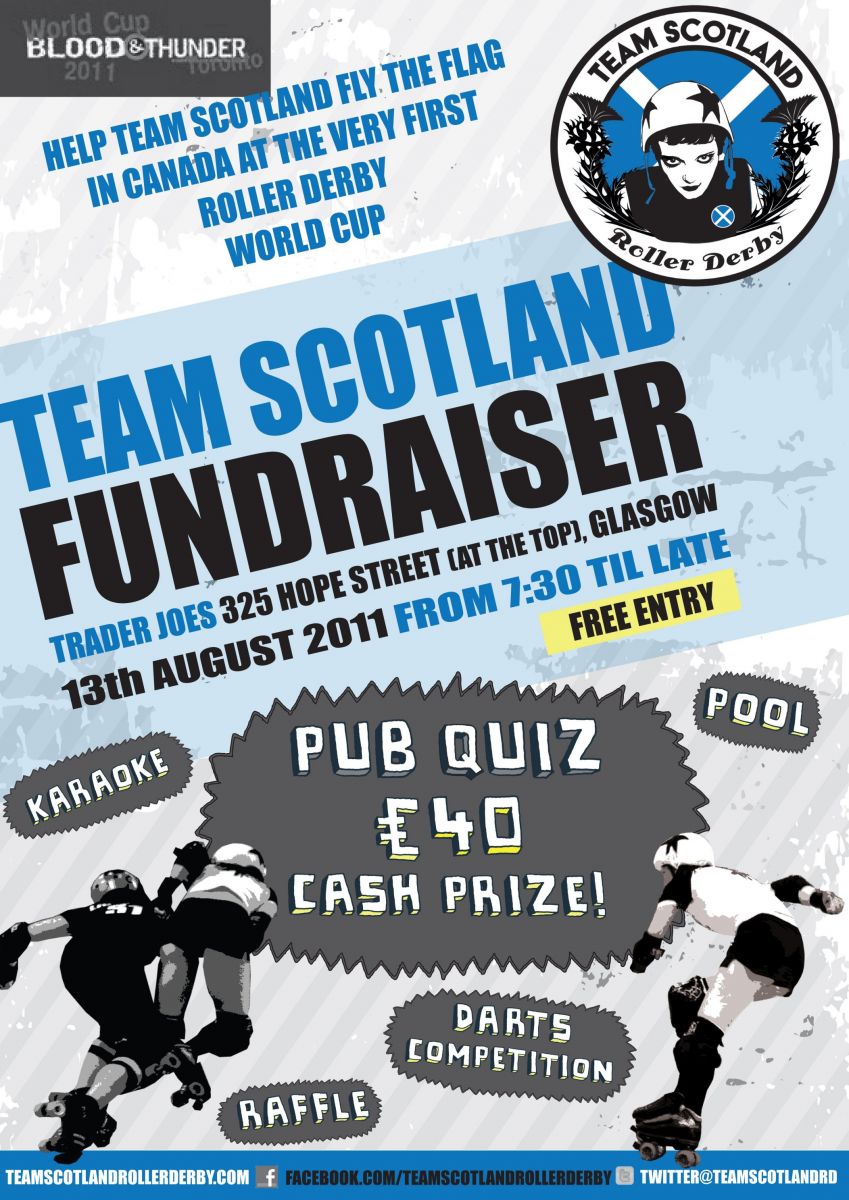 World Cup
BLOOD & THUNDER
2011 Toronto
TEAM SCOTLAND
Roller Derby
HELP TEAM SCOTLAND FLY THE FLAG
IN CANADA AT THE VERY FIRST
ROLLER DERBY
WORLD CUP
TEAM SCOTLAND
FUNDRAISER
TRADER JOES 325 HOPE STREET (AT THE TOP), GLASGOW
13th AUGUST 2011 FROM 7:30 TIL LATE
FREE ENTRY
POOL
KARAOKE
PUB QUIZ
£40
CASH PRIZE!
DARTS
COMPETITION
RAFFLE
TEAMSCOTLANDROLLERDERBY.COM f FACEBOOK.COM/TEAMSCOTLANDROLLERDERBY t TWITTER@TEAMSCOTLANDRD